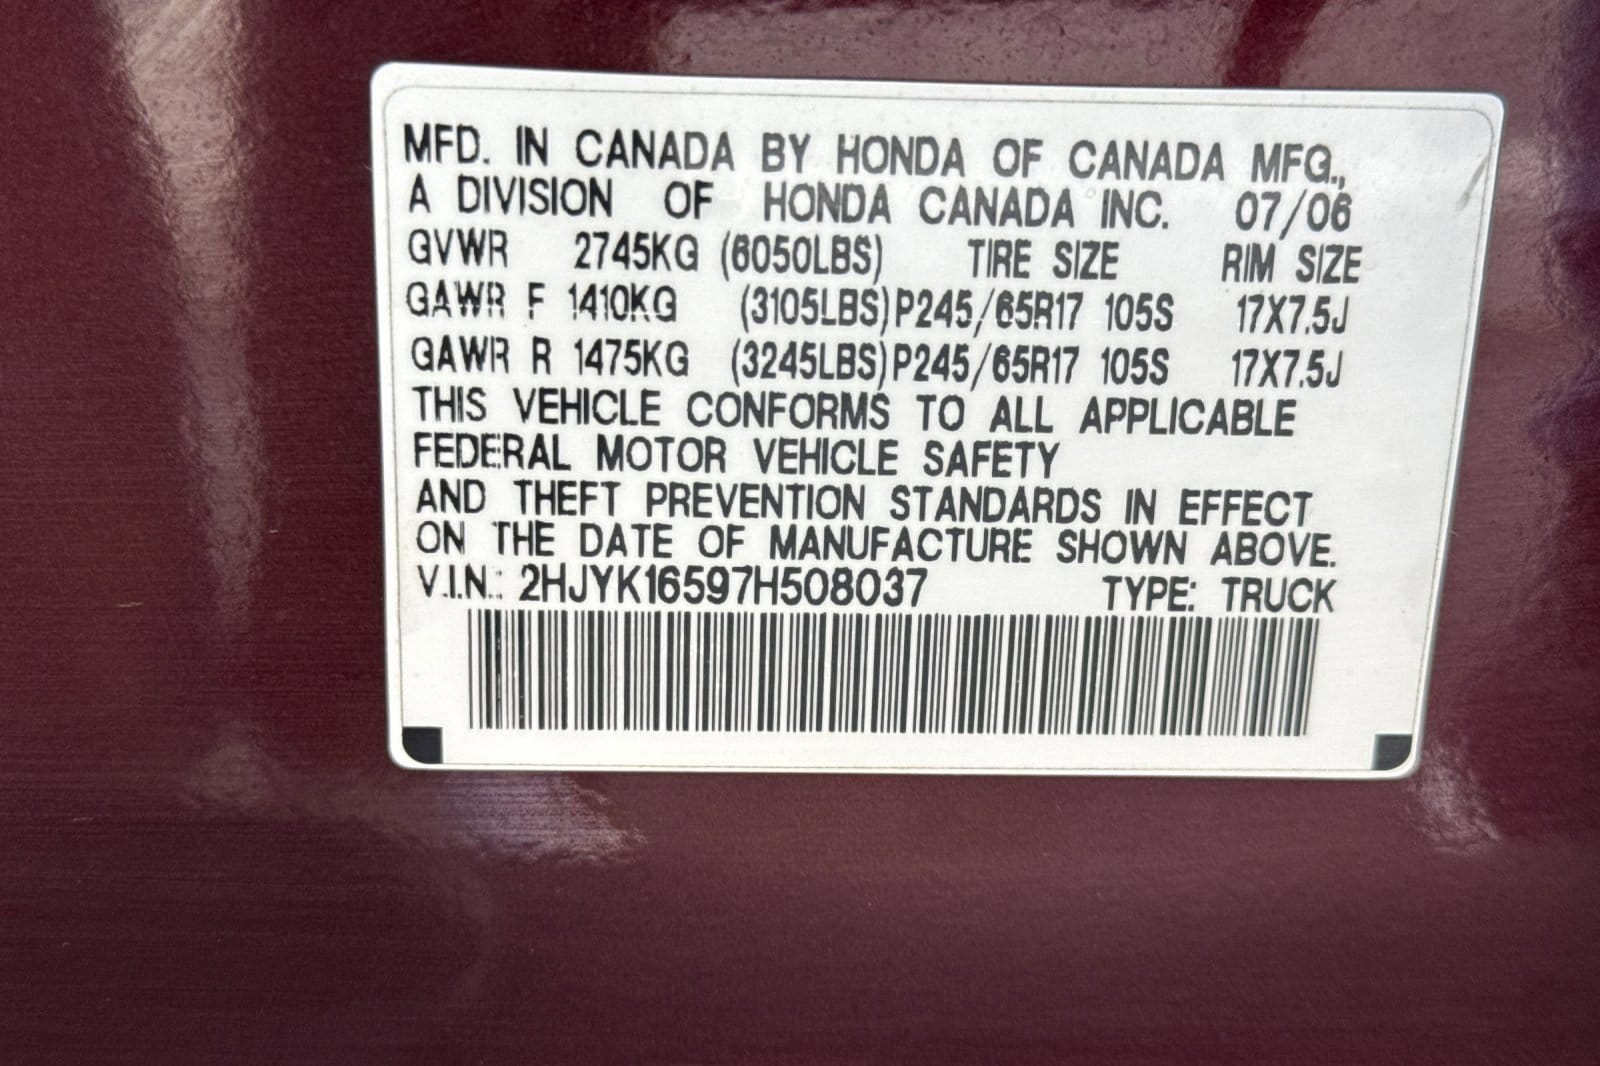 MFD. IN CANADA BY HONDA OF CANADA MFG.,
A DIVISION OF HONDA CANADA INC. 07/06
GVWR 2745KG (6050LBS) TIRE SIZE RIM SIZE
GAWR F 1410KG (3105LBS) P245/65R17 105S 17X7.5J
GAWR R 1475KG (3245LBS) P245/65R17 105S 17X7.5J
THIS VEHICLE CONFORMS TO ALL APPLICABLE
FEDERAL MOTOR VEHICLE SAFETY
AND THEFT PREVENTION STANDARDS IN EFFECT
ON THE DATE OF MANUFACTURE SHOWN ABOVE.
V.I.N.: 2HJYK16597H508037 TYPE: TRUCK